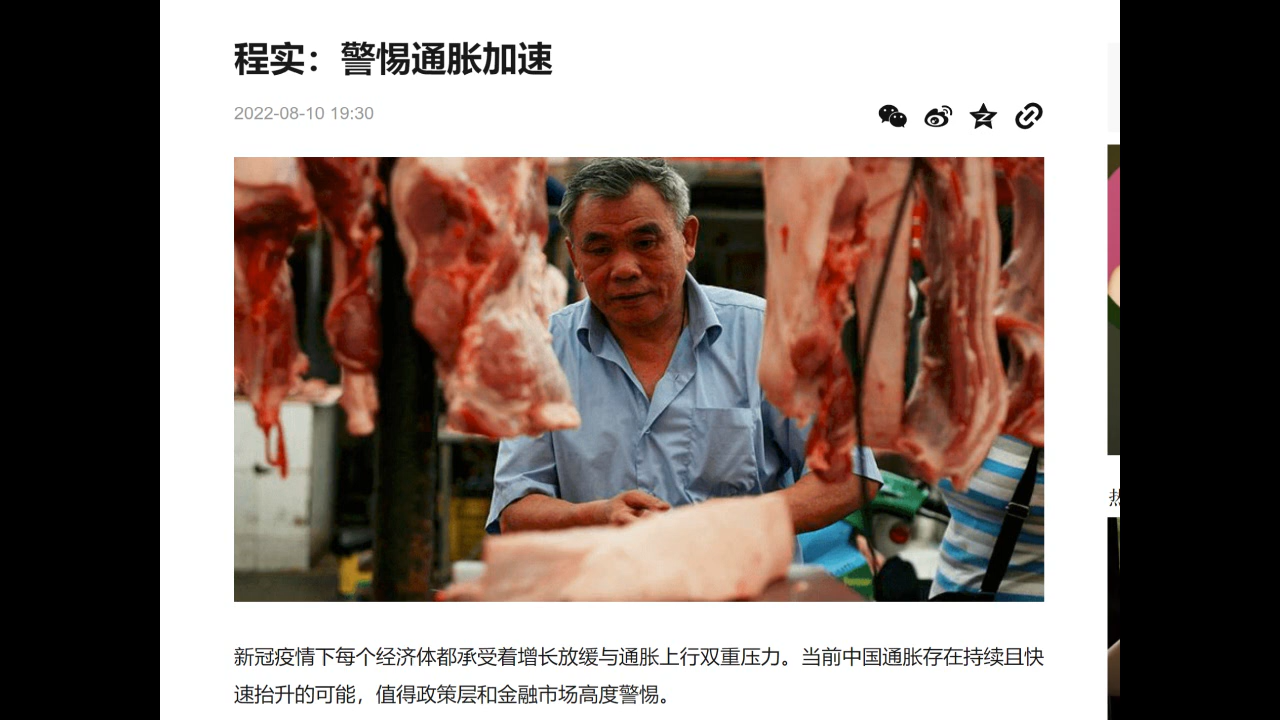 程实：警惕通胀加速
2022-08-10 19:30
新冠疫情下每个经济体都承受着增长放缓与通胀上行双重压力。当前中国通胀存在持续且快
速抬升的可能，值得政策层和金融市场高度警惕。
热